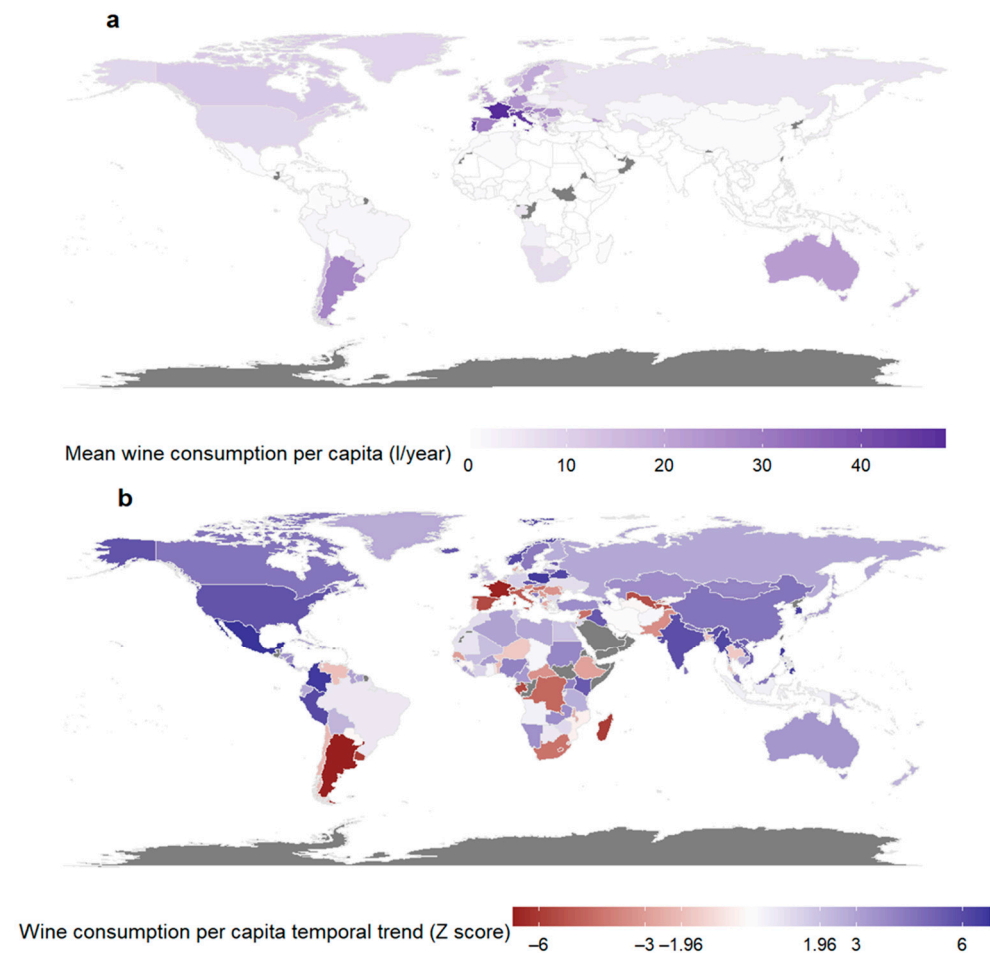 a
Mean wine consumption per capita (l/year)
0 10 20 30 40
b
Wine consumption per capita temporal trend (Z score)
−6 −3 −1.96 1.96 3 6